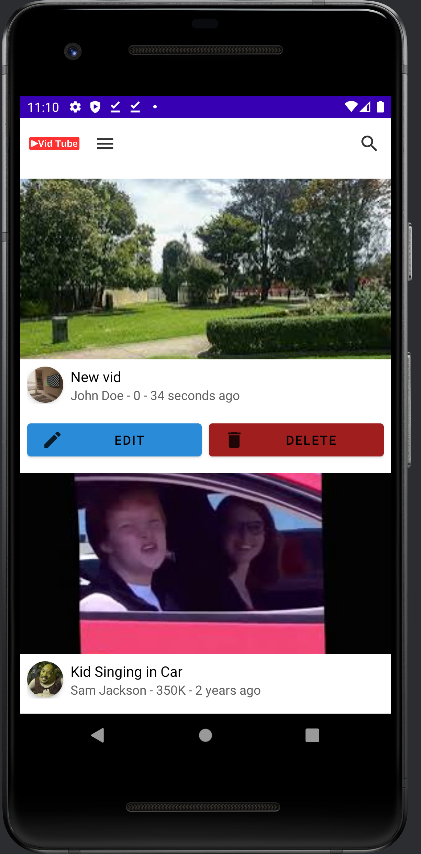 11:10
Vid Tube
New vid
John Doe - 0 - 34 seconds ago
EDIT
DELETE
Kid Singing in Car
Sam Jackson - 350K - 2 years ago